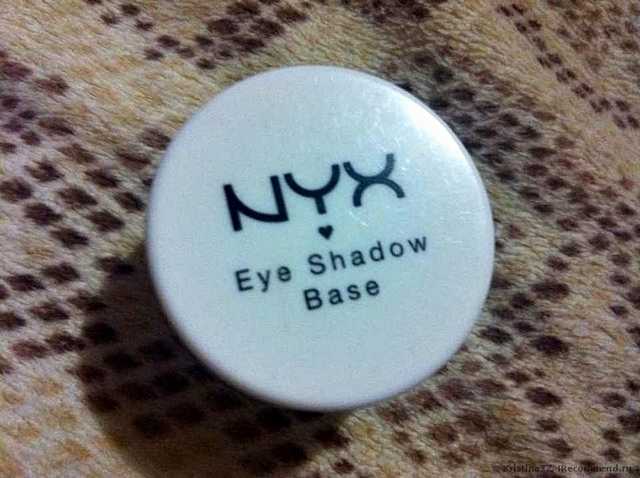 NYX
♥
Eye Shadow
Base